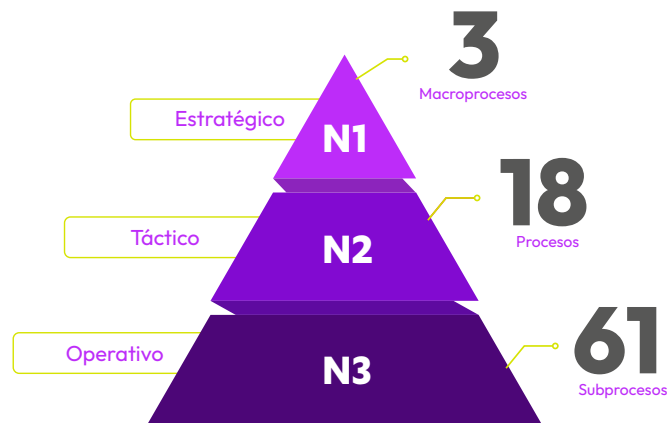 3
Macroprocesos
Estratégico
N1
18
Procesos
Táctico
N2
61
Subprocesos
Operativo
N3